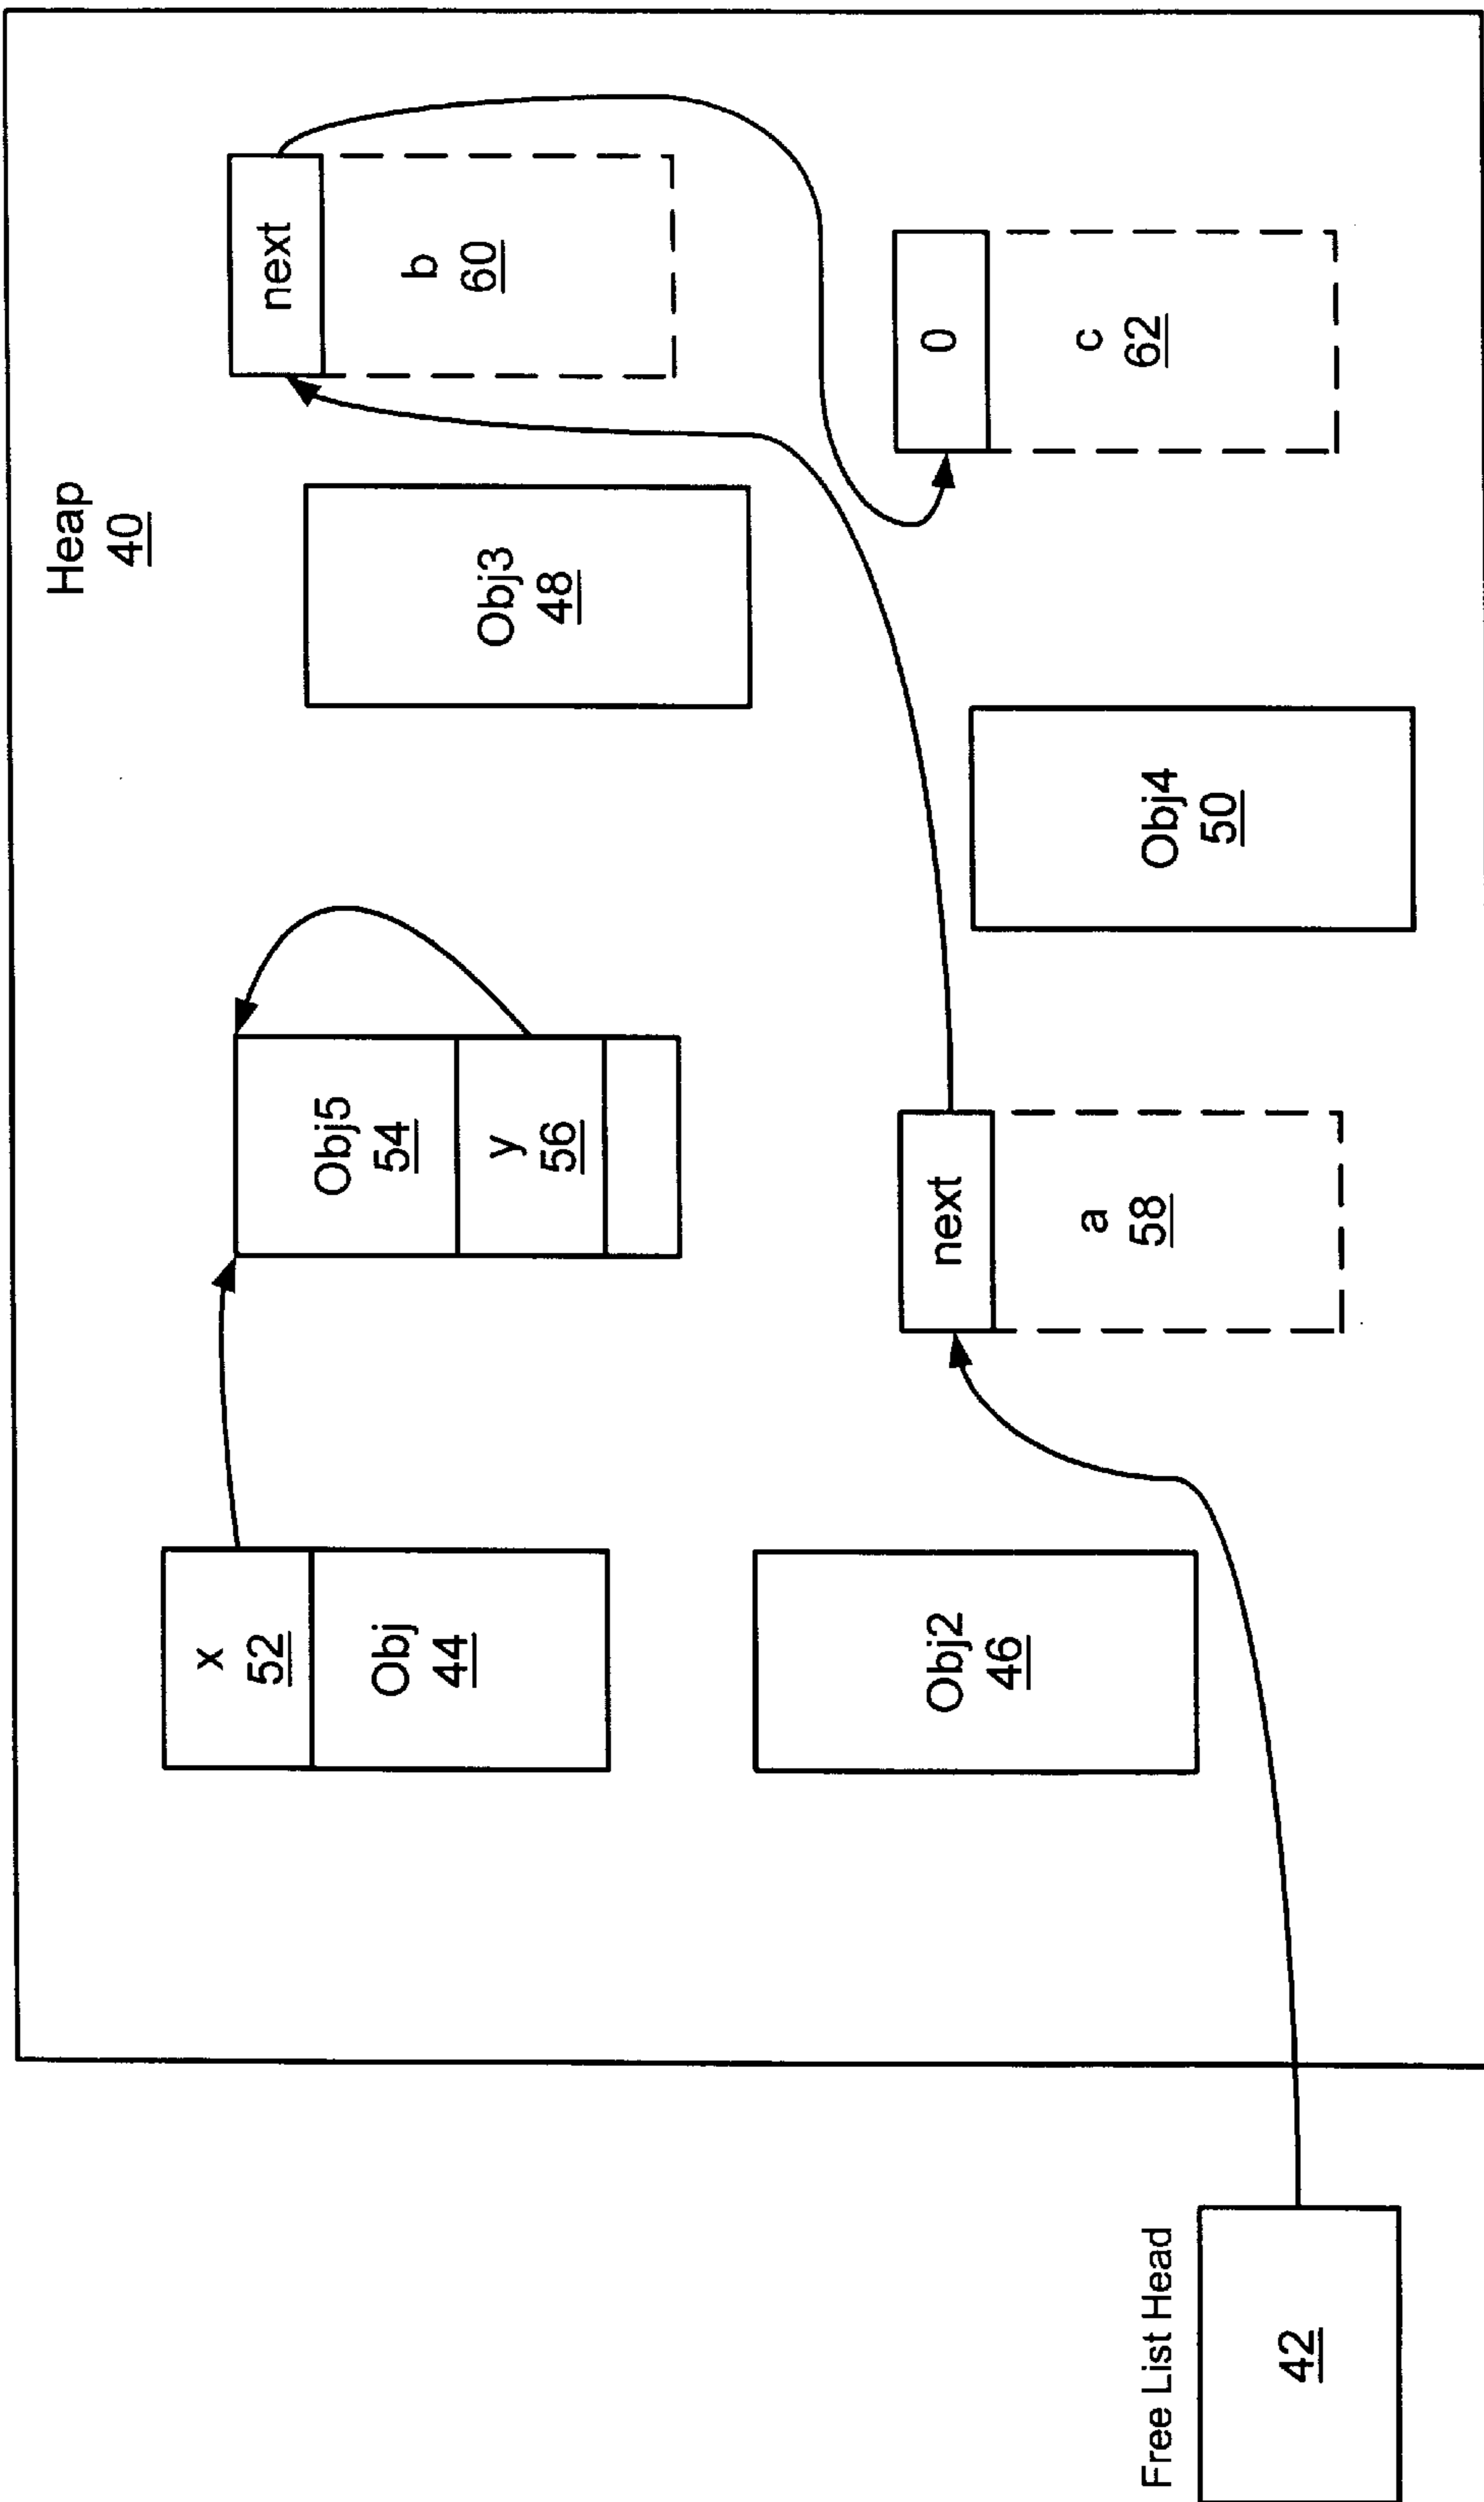 Heap
40
x
52
Obj
44
Obj5
54
y
56
Obj3
48
next
b
60
Obj2
46
next
a
58
Obj4
50
0
c
62
Free List Head
42